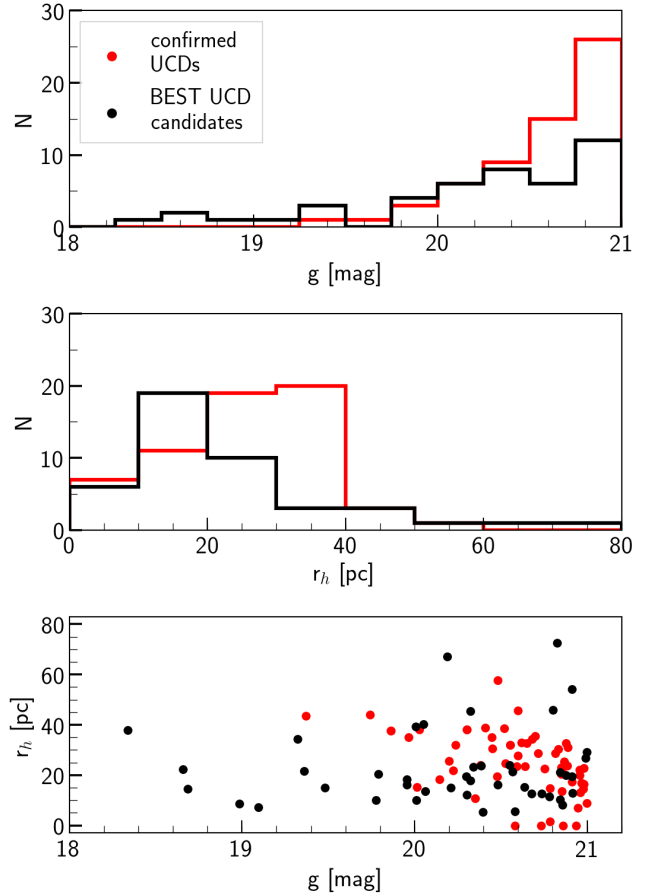 30
20
10
0
N
confirmed
UCDs
BEST UCD
candidates
18 19 20 21
g [mag]
30
20
10
0
N
0 20 40 60 80
r_h [pc]
80
60
40
20
0
r_h [pc]
18 19 20 21
g [mag]